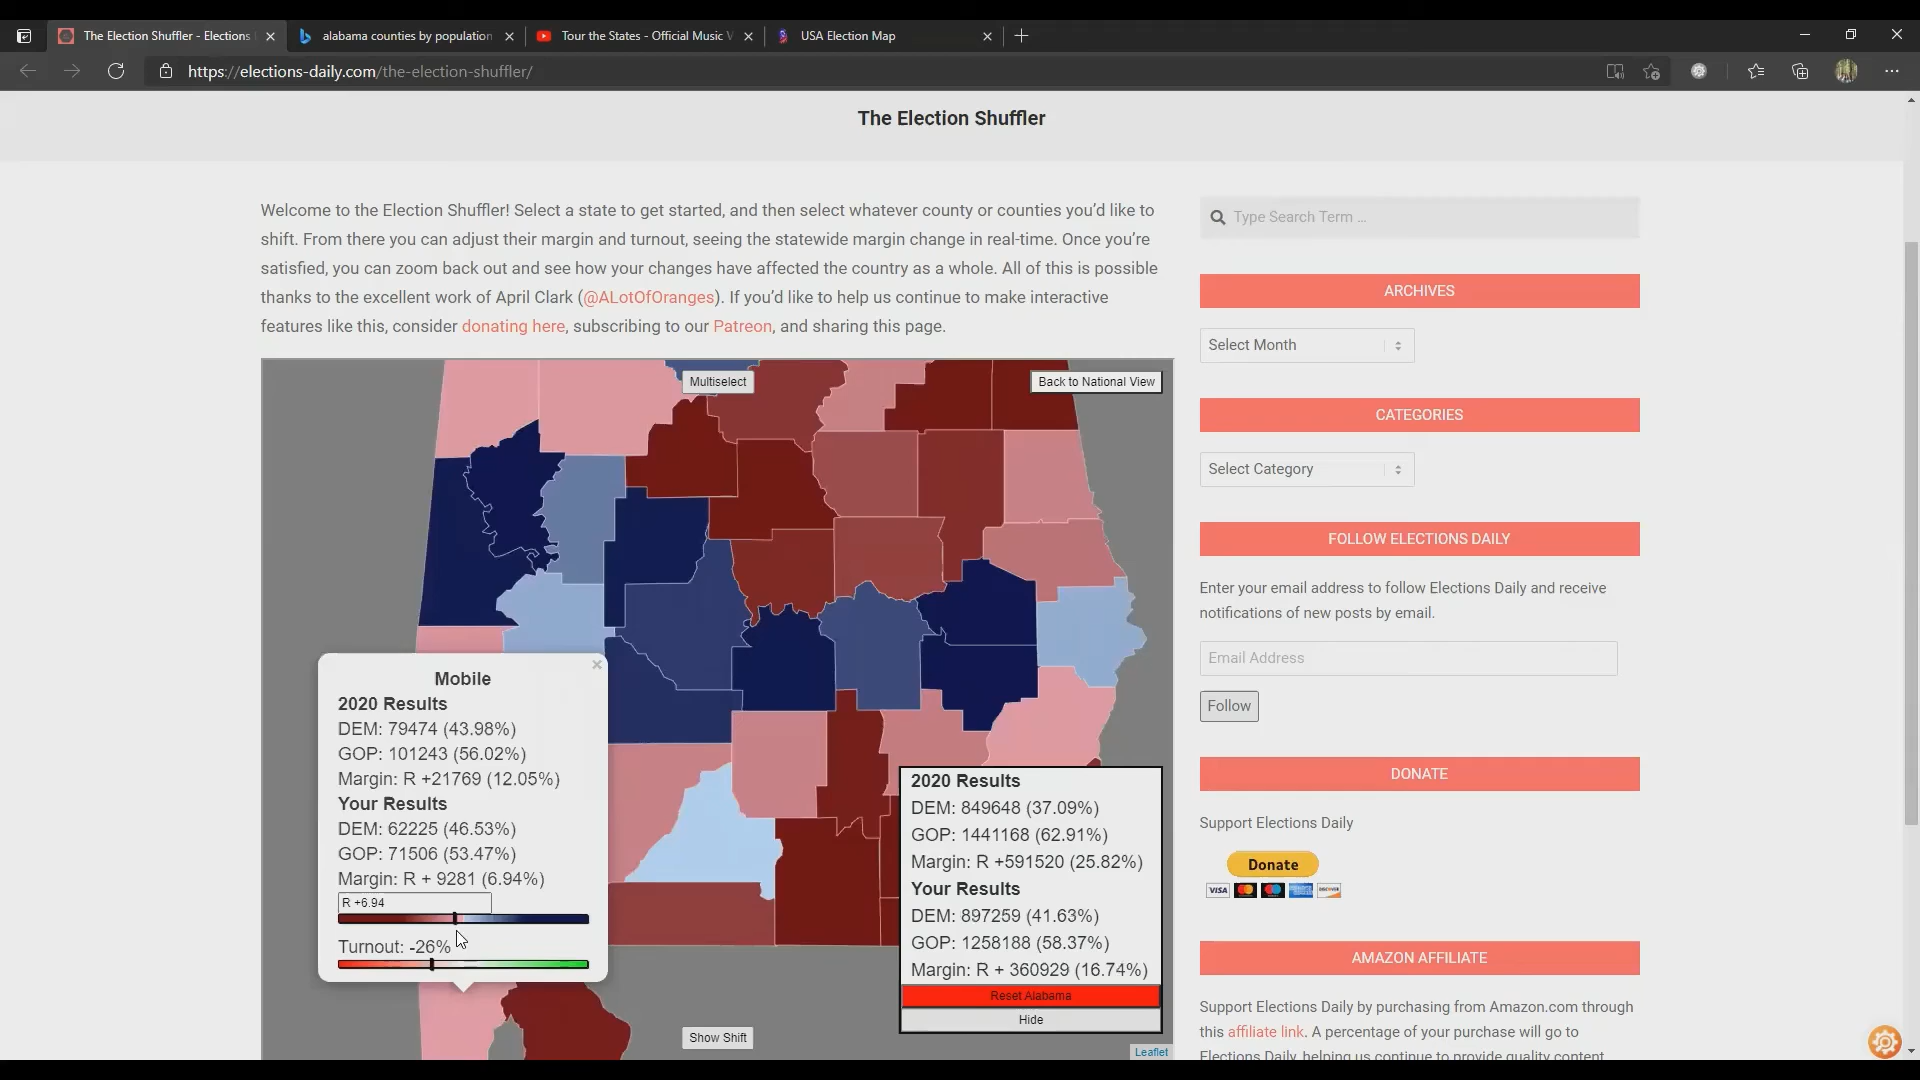 The Election Shuffler - Elections
alabama counties by population
Tour the States - Official Music V
USA Election Map
https://elections-daily.com/the-election-shuffler/
The Election Shuffler
Welcome to the Election Shuffler! Select a state to get started, and then select whatever county or counties you'd like to
shift. From there you can adjust their margin and turnout, seeing the statewide margin change in real-time. Once you're
satisfied, you can zoom back out and see how your changes have affected the country as a whole. All of this is possible
thanks to the excellent work of April Clark (@ALotOfOranges). If you'd like to help us continue to make interactive
features like this, consider donating here, subscribing to our Patreon, and sharing this page.
Multiselect
Back to National View
Mobile
2020 Results
DEM: 79474 (43.98%)
GOP: 101243 (56.02%)
Margin: R +21769 (12.05%)
Your Results
DEM: 62225 (46.53%)
GOP: 71506 (53.47%)
Margin: R + 9281 (6.94%)
R +6.94
Turnout: -26%
2020 Results
DEM: 849648 (37.09%)
GOP: 1441168 (62.91%)
Margin: R +591520 (25.82%)
Your Results
DEM: 897259 (41.63%)
GOP: 1258188 (58.37%)
Margin: R + 360929 (16.74%)
Reset Alabama
Hide
Show Shift
Leaflet
Type Search Term …
ARCHIVES
Select Month
CATEGORIES
Select Category
FOLLOW ELECTIONS DAILY
Enter your email address to follow Elections Daily and receive
notifications of new posts by email.
Email Address
Follow
DONATE
Support Elections Daily
Donate
VISA
AMAZON AFFILIATE
Support Elections Daily by purchasing from Amazon.com through
this affiliate link. A percentage of your purchase will go to
Elections Daily, helping us continue to provide quality content